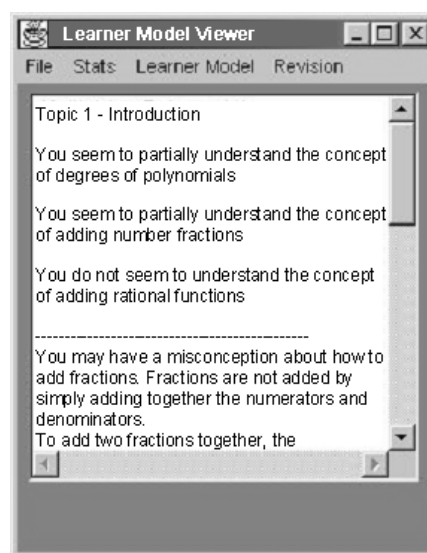 Learner Model Viewer
File Stats Learner Model Revision
Topic 1 - Introduction
You seem to partially understand the concept
of degrees of polynomials
You seem to partially understand the concept
of adding number fractions
You do not seem to understand the concept
of adding rational functions
-----------------------------------------------
You may have a misconception about how to
add fractions. Fractions are not added by
simply adding together the numerators and
denominators.
To add two fractions together, the